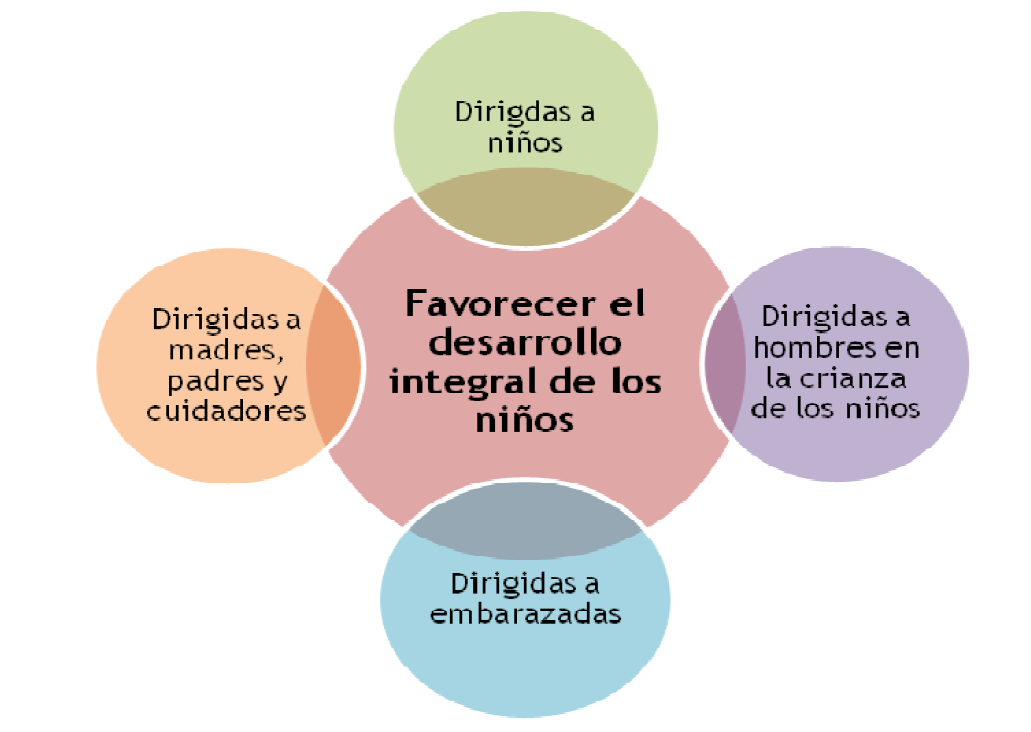 Dirigdas a
niños
Dirigidas a
madres,
padres y
cuidadores
Favorecer el
desarrollo
integral de los
niños
Dirigidas a
hombres en
la crianza
de los niños
Dirigidas a
embarazadas